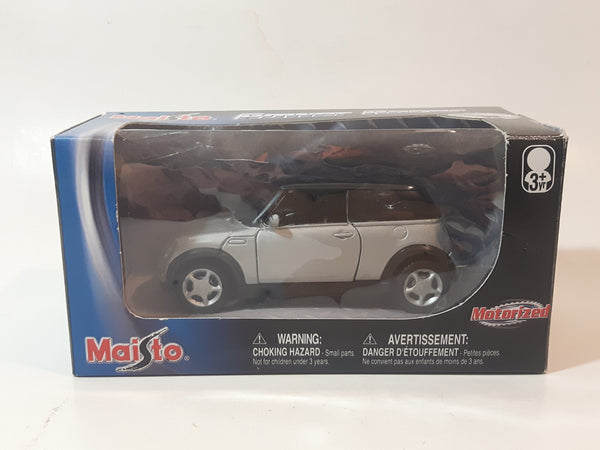 Maisto
3+
yr
Motorized
Maisto®
WARNING:
CHOKING HAZARD - Small parts.
Not for children under 3 years.
AVERTISSEMENT:
DANGER D'ÉTOUFFEMENT - Petites pièces.
Ne convient pas aux enfants de moins de 3 ans.